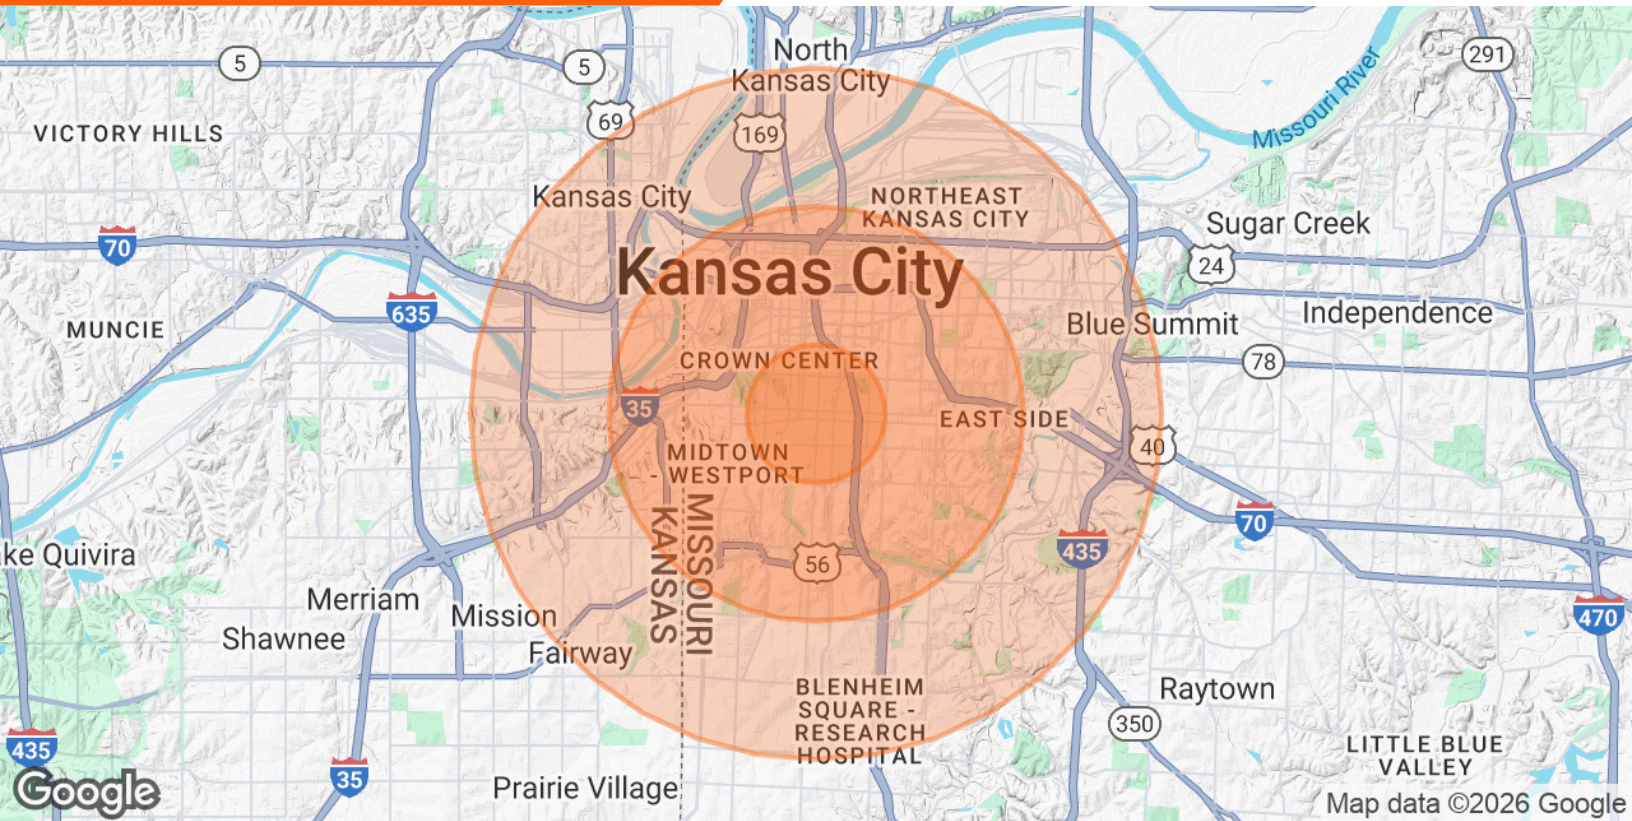 North
Kansas City
5
5
291
69
169
VICTORY HILLS
Missouri River
Kansas City
NORTHEAST
KANSAS CITY
Sugar Creek
70
Kansas City
24
635
MUNCIE
Blue Summit
Independence
CROWN CENTER
78
35
EAST SIDE
40
MIDTOWN
- WESTPORT
MISSOURI
KANSAS
70
ke Quivira
56
435
Merriam
Mission
Shawnee
Fairway
470
BLENHEIM
SQUARE -
RESEARCH
HOSPITAL
Raytown
350
435
35
LITTLE BLUE
VALLEY
Prairie Village
Google
Map data ©2026 Google